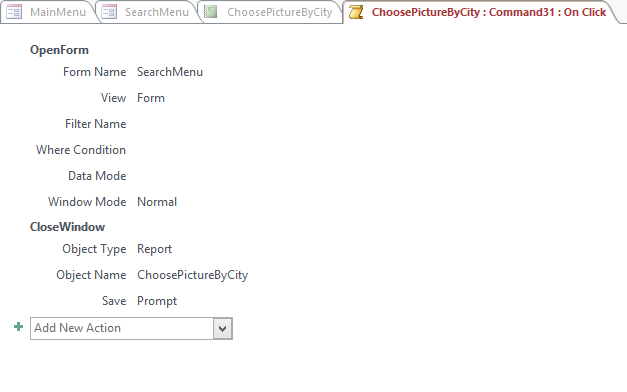 MainMenu SearchMenu ChoosePictureByCity ChoosePictureByCity : Command31 : On Click
OpenForm
Form Name SearchMenu
View Form
Filter Name
Where Condition
Data Mode
Window Mode Normal
CloseWindow
Object Type Report
Object Name ChoosePictureByCity
Save Prompt
Add New Action